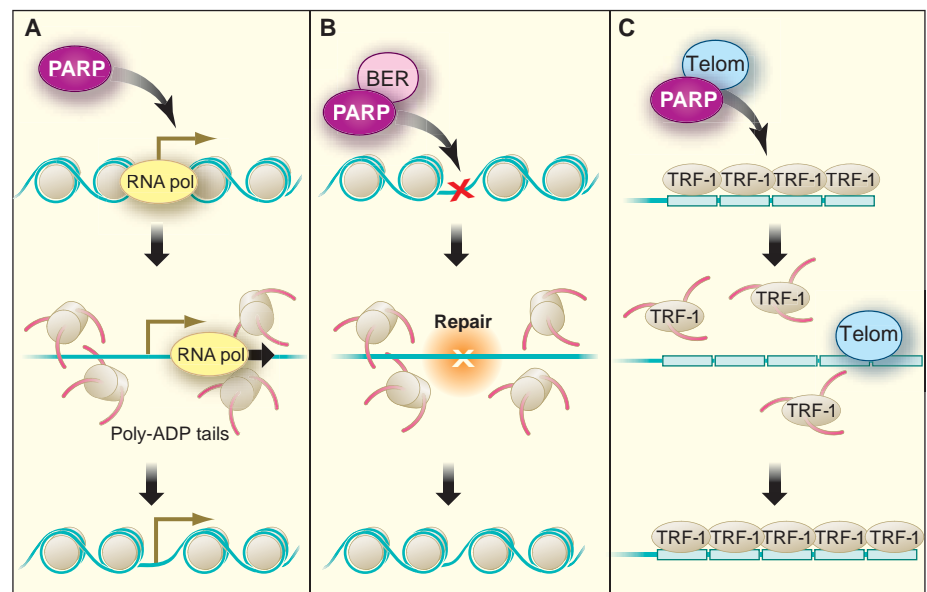 A
PARP
RNA pol
RNA pol
Poly-ADP tails
B
BER
PARP
X
Repair
X
C
Telom
PARP
TRF-1 TRF-1 TRF-1 TRF-1
TRF-1
TRF-1
Telom
TRF-1
TRF-1 TRF-1 TRF-1 TRF-1 TRF-1